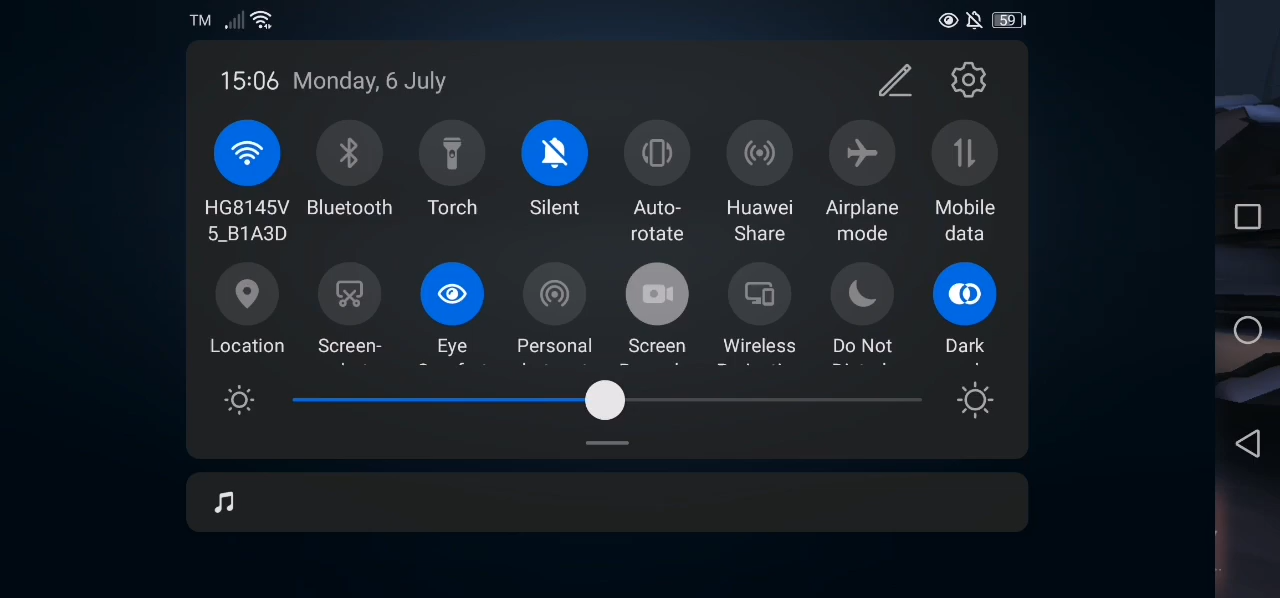 TM 59
15:06 Monday, 6 July
HG8145V Bluetooth Torch Silent Auto- Huawei Airplane Mobile
5_B1A3D rotate Share mode data
Location Screen- Eye Personal Screen Wireless Do Not Dark